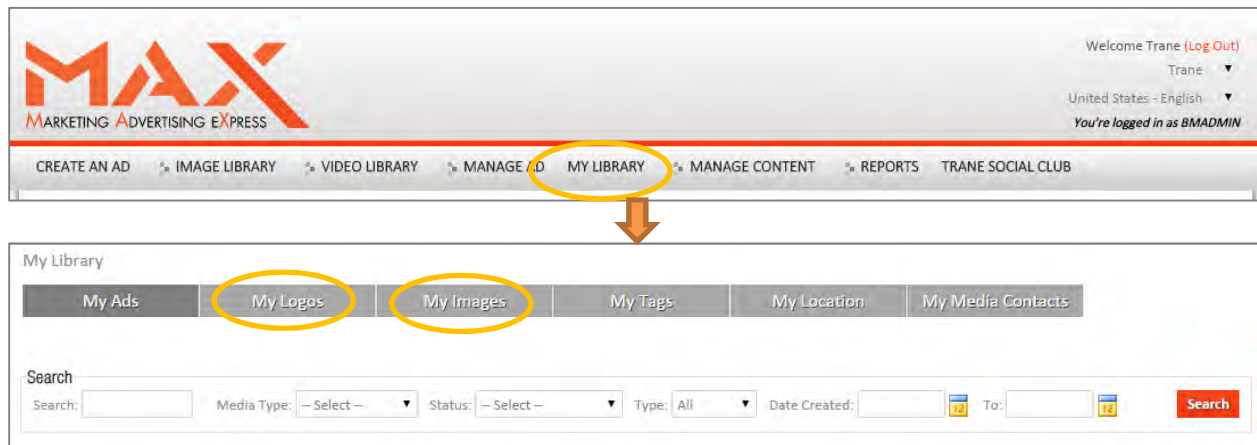 MAX
MARKETING ADVERTISING EXPRESS
Welcome Trane (Log Out)
Trane
United States - English
You're logged in as BMADMIN
CREATE AN AD IMAGE LIBRARY VIDEO LIBRARY MANAGE AD MY LIBRARY MANAGE CONTENT REPORTS TRANE SOCIAL CLUB
My Library
My Ads My Logos My Images My Tags My Location My Media Contacts
Search
Search: Media Type: -- Select -- Status: -- Select -- Type: All Date Created: 12 To: 12 Search